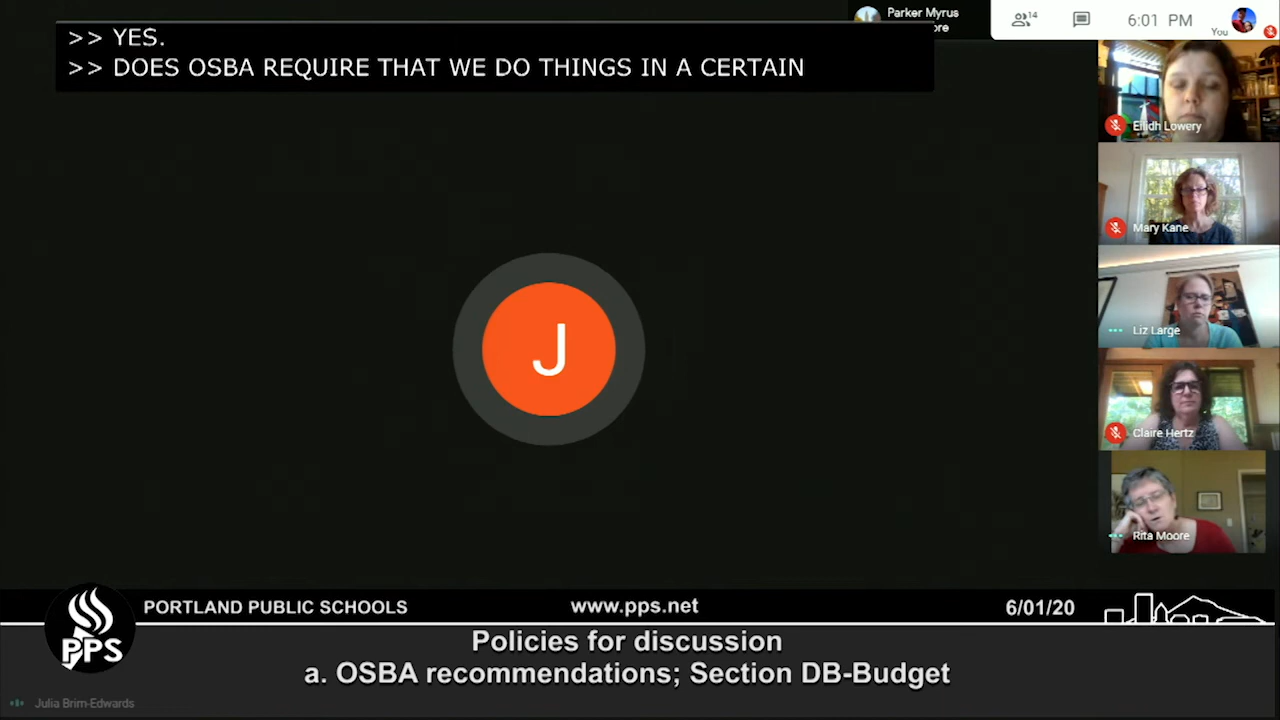 >> YES.
>> DOES OSBA REQUIRE THAT WE DO THINGS IN A CERTAIN
Parker Myrus
ore
14
6:01 PM
You
Eilidh Lowery
Mary Kane
Liz Large
Claire Hertz
Rita Moore
J
PORTLAND PUBLIC SCHOOLS
www.pps.net
6/01/20
PPS
Policies for discussion
a. OSBA recommendations; Section DB-Budget
Julia Brim-Edwards